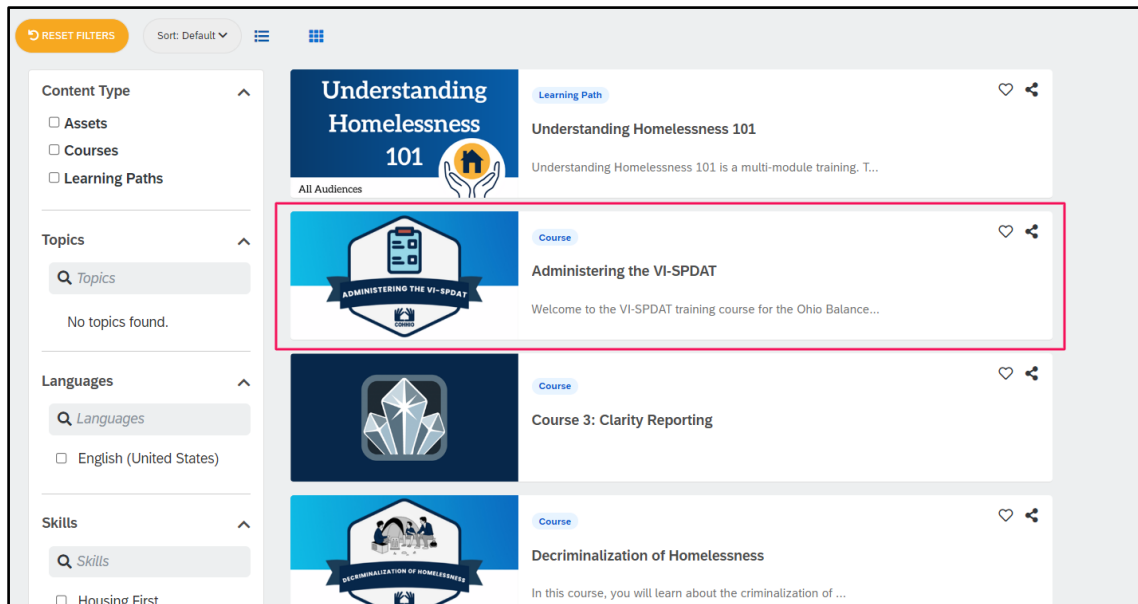 RESET FILTERS
Sort: Default
Content Type
Assets
Courses
Learning Paths
Topics
Topics
No topics found.
Languages
Languages
English (United States)
Skills
Skills
Housing First
Understanding
Homelessness
101
All Audiences
Learning Path
Understanding Homelessness 101
Understanding Homelessness 101 is a multi-module training. T...
ADMINISTERING THE VI-SPDAT
COHHIO
Course
Administering the VI-SPDAT
Welcome to the VI-SPDAT training course for the Ohio Balance...
Course
Course 3: Clarity Reporting
DECRIMINALIZATION OF HOMELESSNESS
Course
Decriminalization of Homelessness
In this course, you will learn about the criminalization of ...